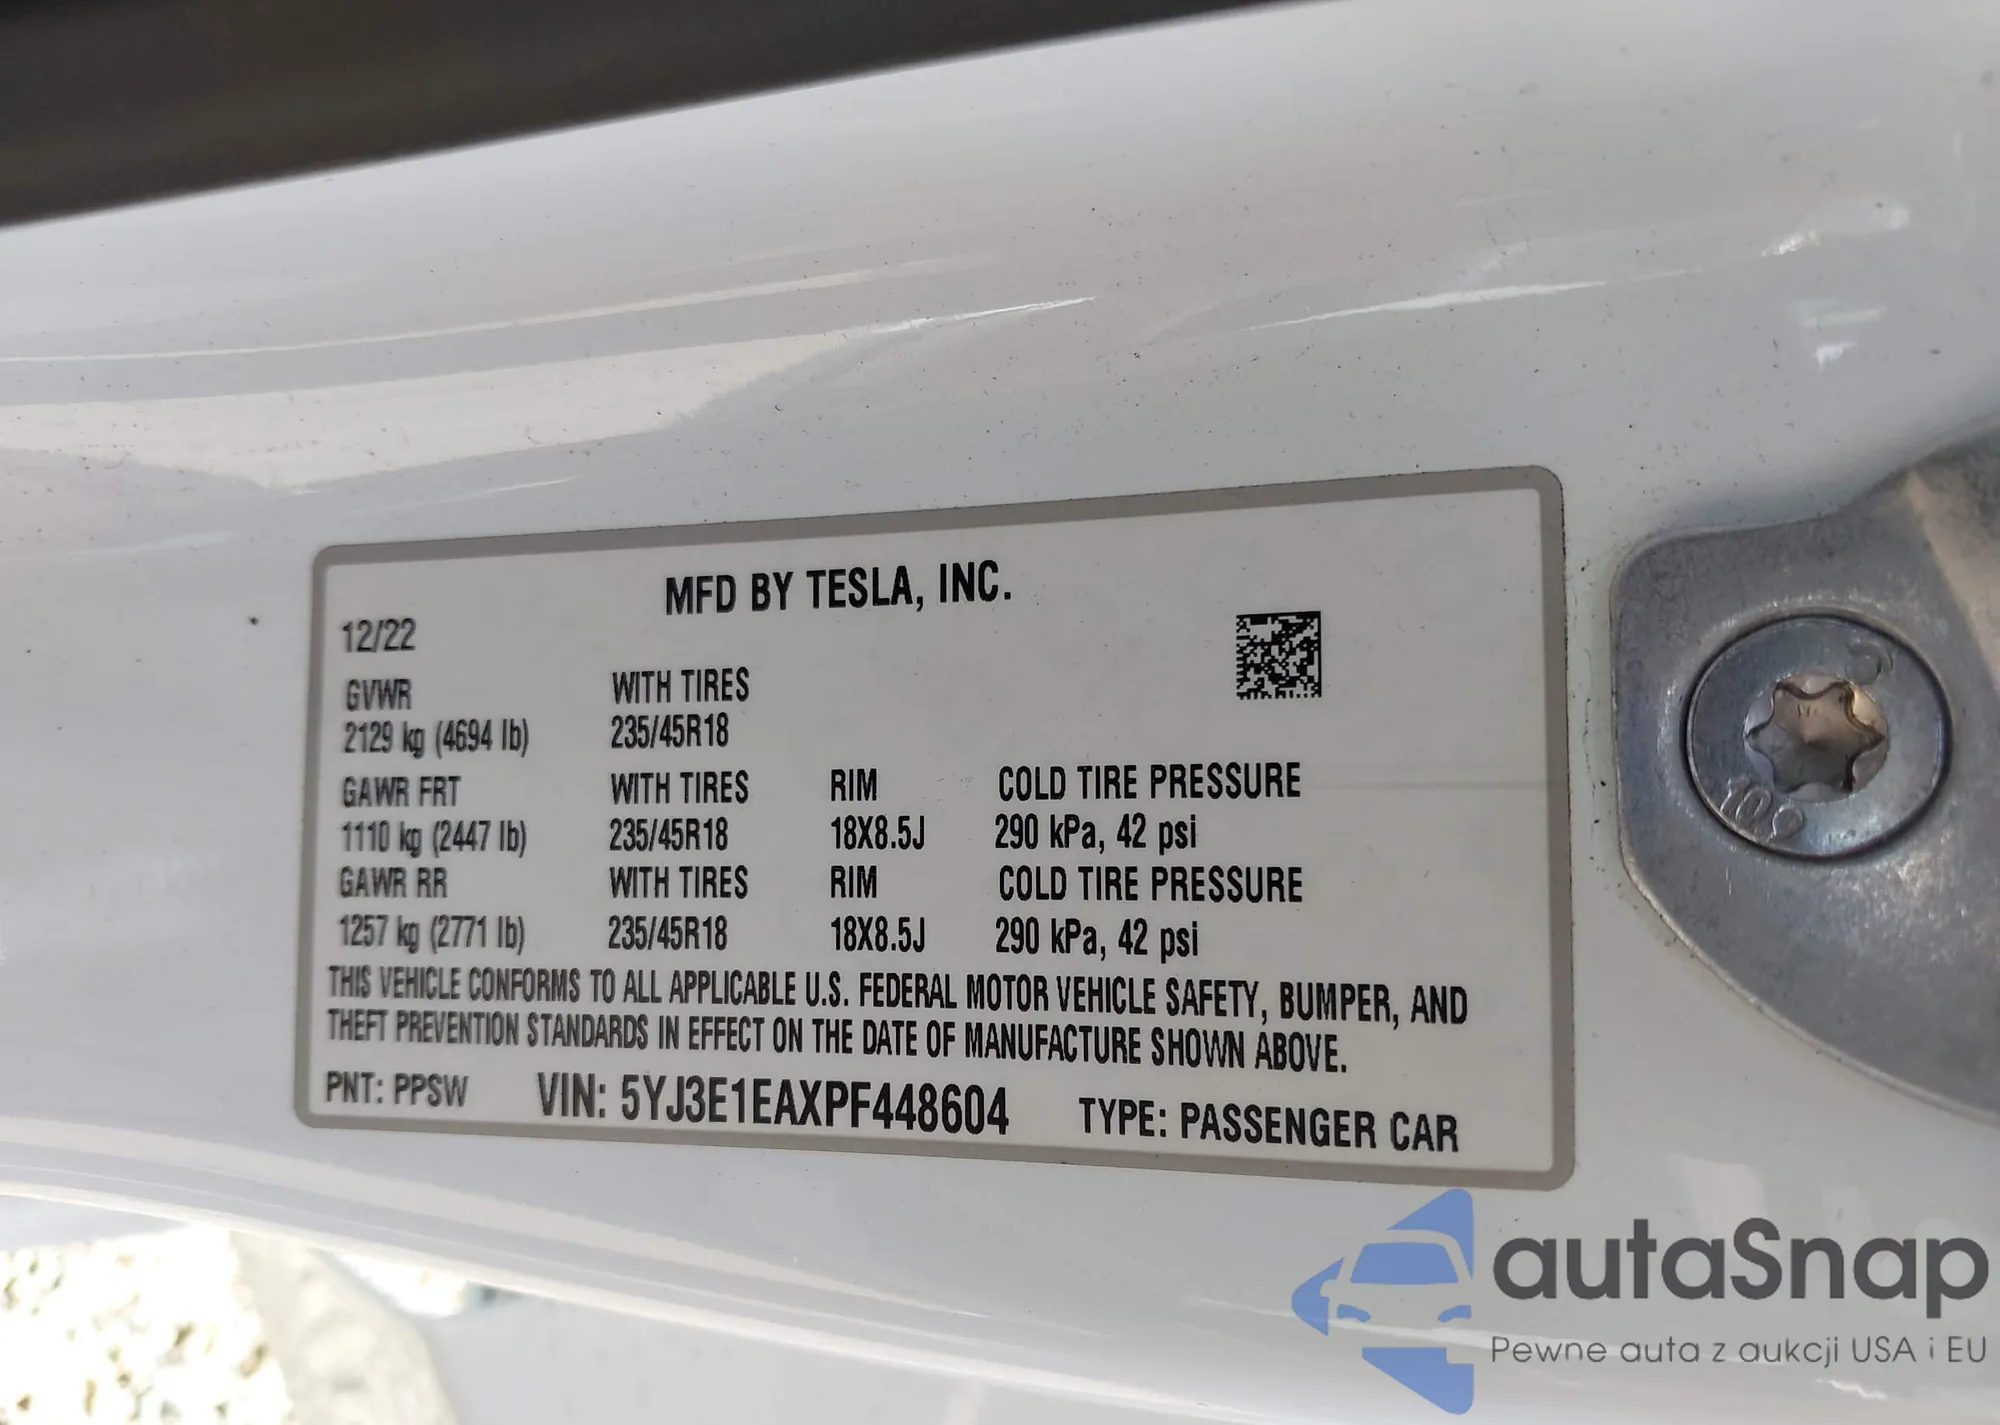 MFD BY TESLA, INC.
12/22
GVWR WITH TIRES
2129 kg (4694 lb) 235/45R18
GAWR FRT WITH TIRES RIM COLD TIRE PRESSURE
1110 kg (2447 lb) 235/45R18 18X8.5J 290 kPa, 42 psi
GAWR RR WITH TIRES RIM COLD TIRE PRESSURE
1257 kg (2771 lb) 235/45R18 18X8.5J 290 kPa, 42 psi
THIS VEHICLE CONFORMS TO ALL APPLICABLE U.S. FEDERAL MOTOR VEHICLE SAFETY, BUMPER, AND
THEFT PREVENTION STANDARDS IN EFFECT ON THE DATE OF MANUFACTURE SHOWN ABOVE.
PNT: PPSW VIN: 5YJ3E1EAXPF448604 TYPE: PASSENGER CAR
10.9
autaSnap
Pewne auta z aukcji USA i EU